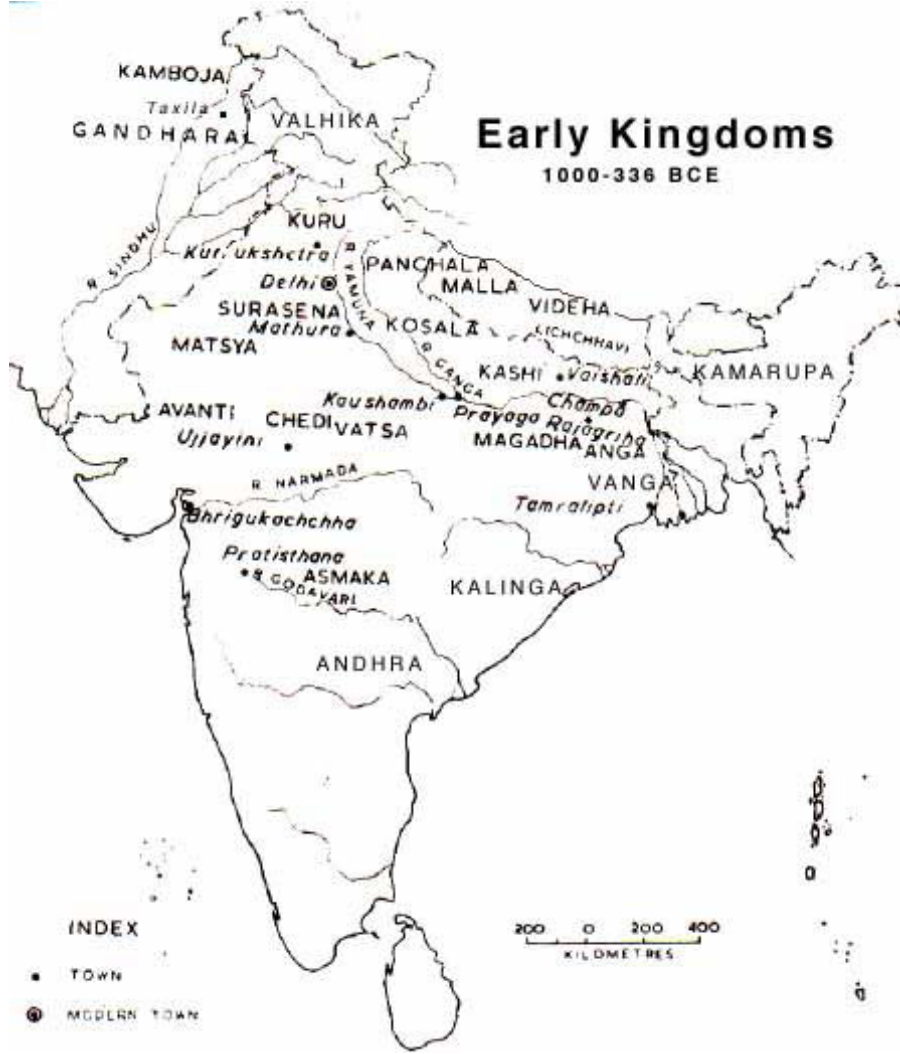 Early Kingdoms
1000-336 BCE
KAMBOJA
Taxila
GANDHARA
VALHIKA
R. SINDHU
KURU
Kurukshetra
Delhi
R. YAMUNA
PANCHALA
MALLA
VIDEHA
SURASENA
Mathura
KOSALA
LICHCHHAVI
MATSYA
R. GANGA
KASHI
Vaishali
KAMARUPA
AVANTI
CHEDI
VATSA
Kaushambi
Prayaga
Champa
Rajagriha
Ujjayini
MAGADHA
ANGA
R. NARMADA
VANGA
Tamralipti
Bhrigukachchha
Pratisthana
ASMAKA
R. GODAVARI
KALINGA
ANDHRA
INDEX
TOWN
MODERN TOWN
200 0 200 400
KILOMETRES